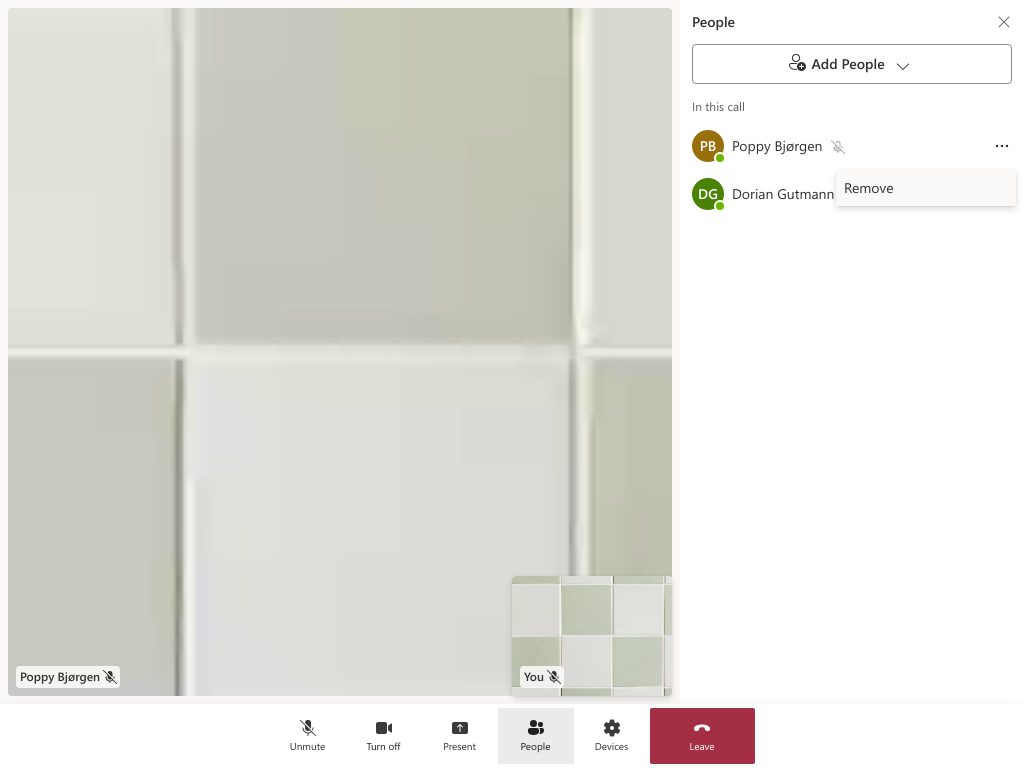 People
Add People
In this call
PB Poppy Bjørgen
Remove
DG Dorian Gutmann
Poppy Bjørgen
You
Unmute Turn off Present People Devices Leave